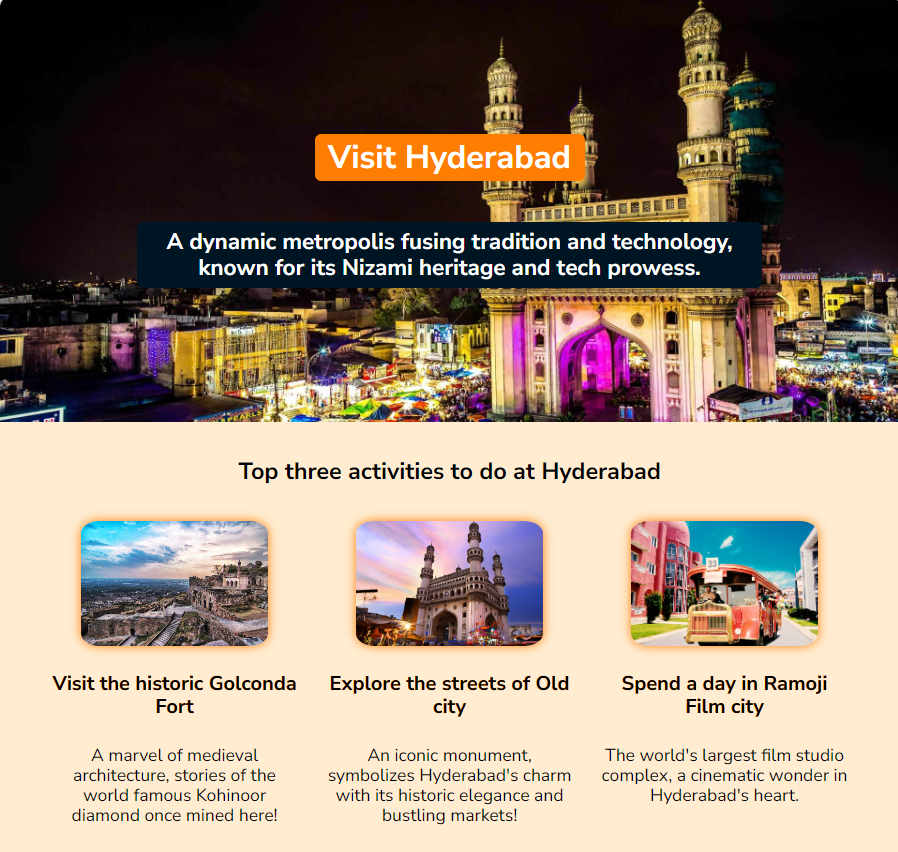 Visit Hyderabad
A dynamic metropolis fusing tradition and technology,
known for its Nizami heritage and tech prowess.
Top three activities to do at Hyderabad
33
Visit the historic Golconda
Fort
A marvel of medieval
architecture, stories of the
world famous Kohinoor
diamond once mined here!
Explore the streets of Old
city
An iconic monument,
symbolizes Hyderabad's charm
with its historic elegance and
bustling markets!
Spend a day in Ramoji
Film city
The world's largest film studio
complex, a cinematic wonder in
Hyderabad's heart.